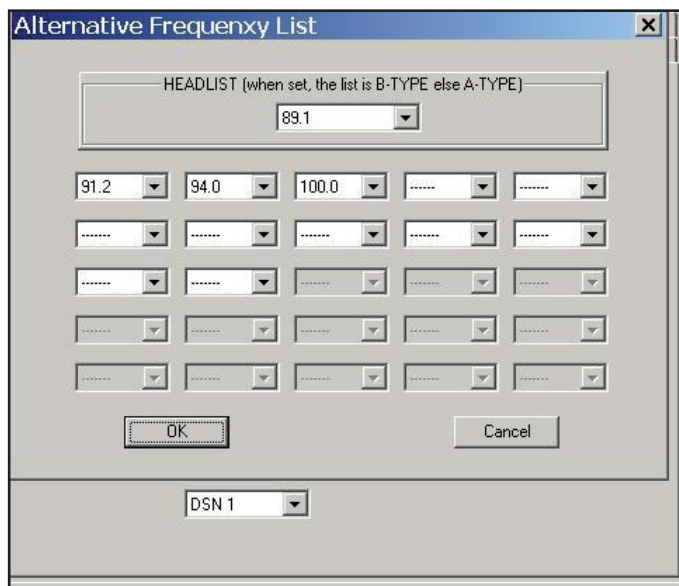 Alternative Frequenxy List
HEADLIST (when set, the list is B-TYPE else A-TYPE)
89.1
91.2 94.0 100.0 ------ ------
------ ------ ------ ------ ------
------ ------ ------ ------ ------
------ ------ ------ ------ ------
------ ------ ------ ------ ------
OK Cancel
DSN 1